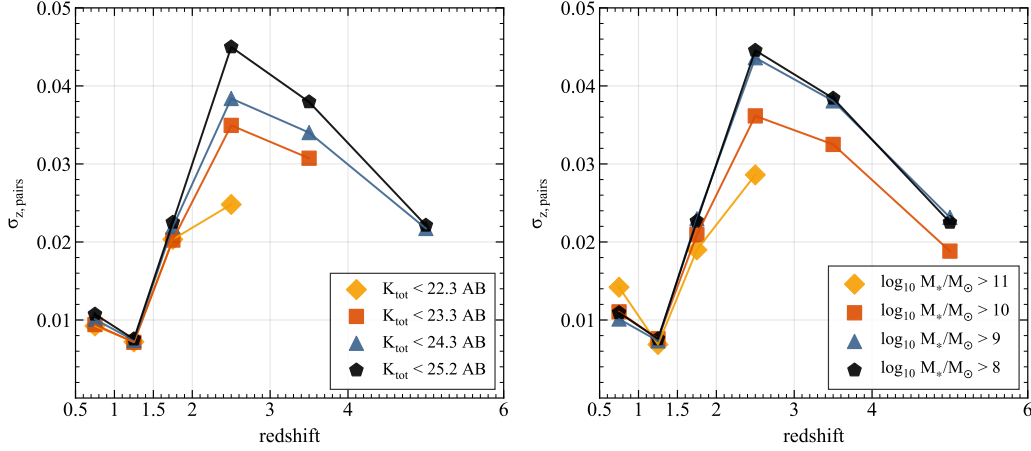 0.05
0.04
0.03
0.02
0.01
σz, pairs
Ktot < 22.3 AB
Ktot < 23.3 AB
Ktot < 24.3 AB
Ktot < 25.2 AB
0.5 1 1.5 2 3 4 6
redshift
0.05
0.04
0.03
0.02
0.01
σz, pairs
log10 M*/M⊙ > 11
log10 M*/M⊙ > 10
log10 M*/M⊙ > 9
log10 M*/M⊙ > 8
0.5 1 1.5 2 3 4 6
redshift